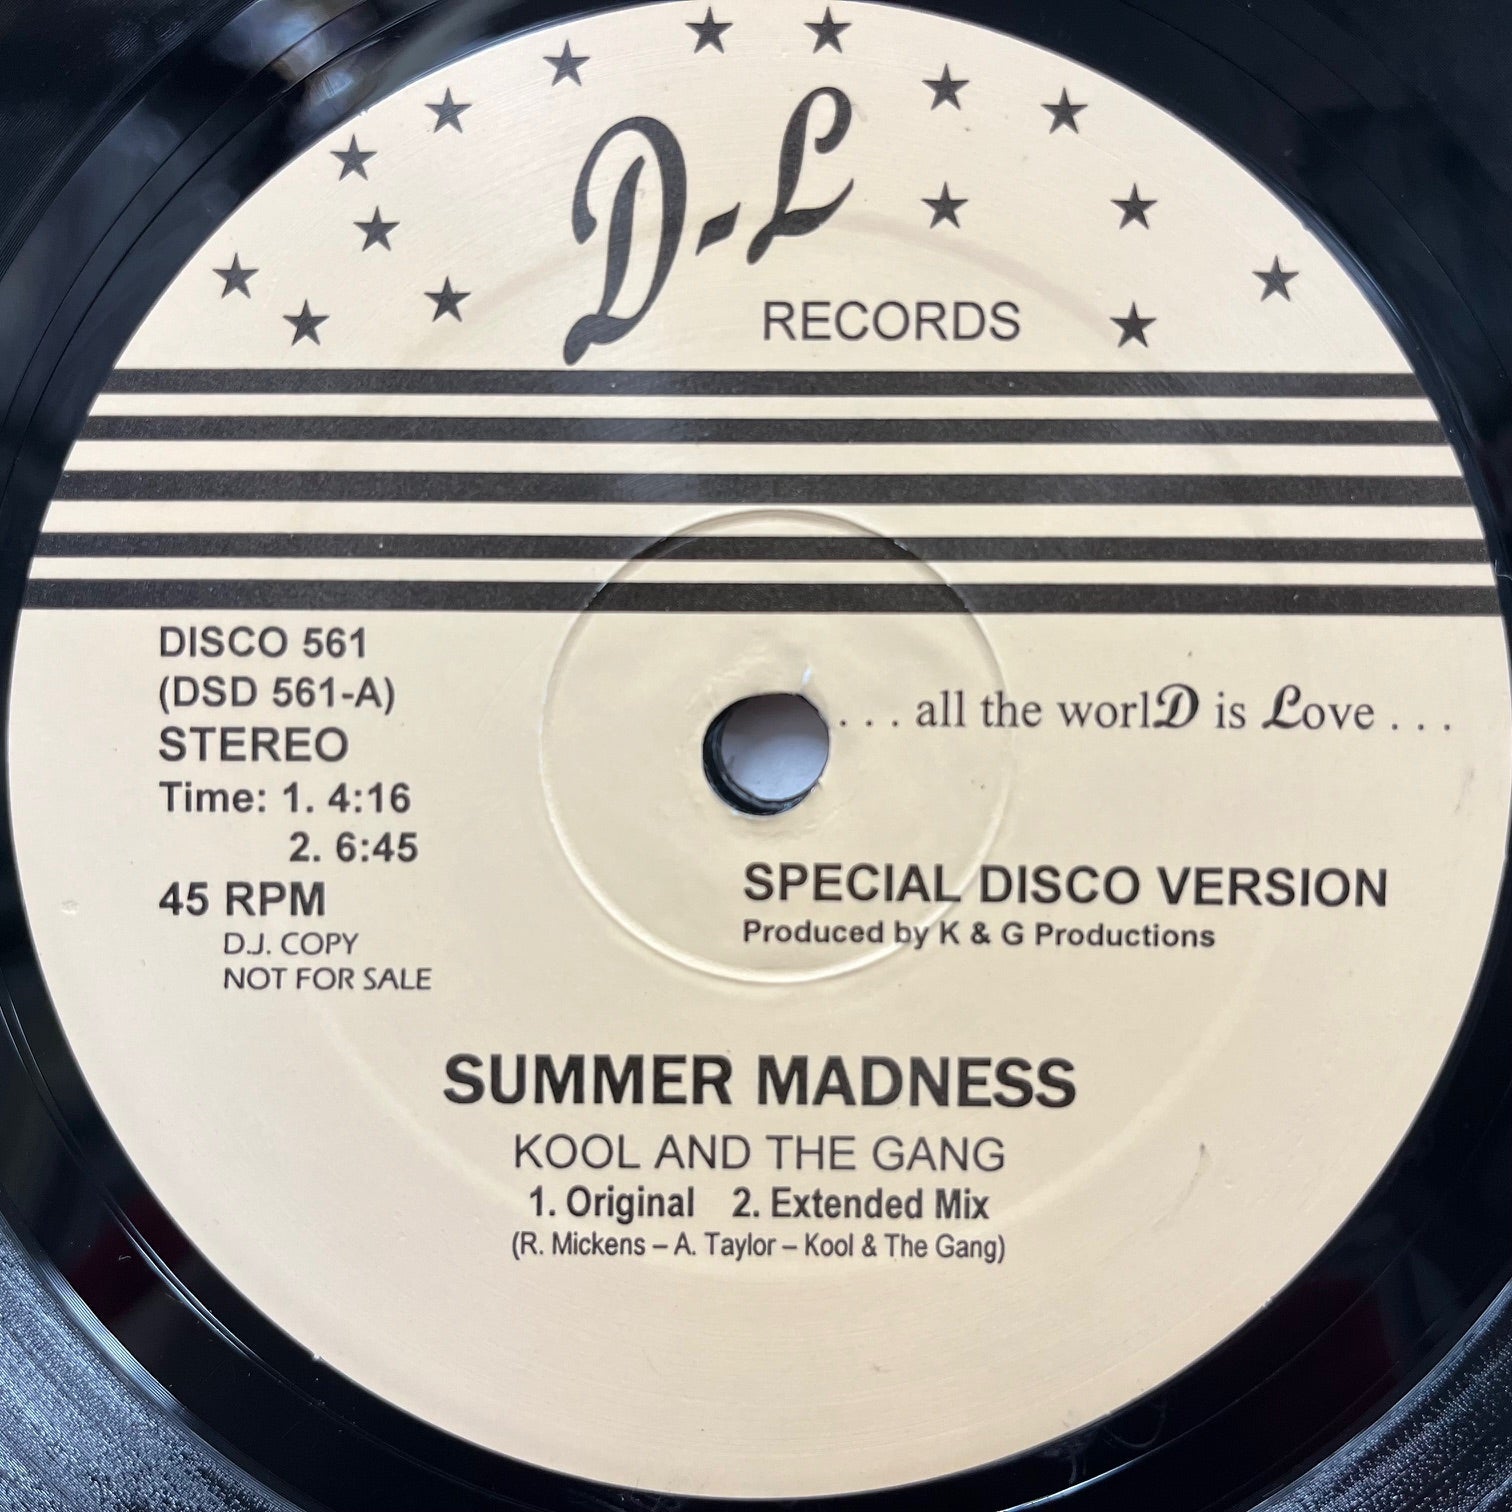 D-L
RECORDS
DISCO 561
(DSD 561-A)
STEREO
Time: 1. 4:16
2. 6:45
45 RPM
D.J. COPY
NOT FOR SALE
. . . all the worlD is Love . . .
SPECIAL DISCO VERSION
Produced by K & G Productions
SUMMER MADNESS
KOOL AND THE GANG
1. Original 2. Extended Mix
(R. Mickens – A. Taylor – Kool & The Gang)